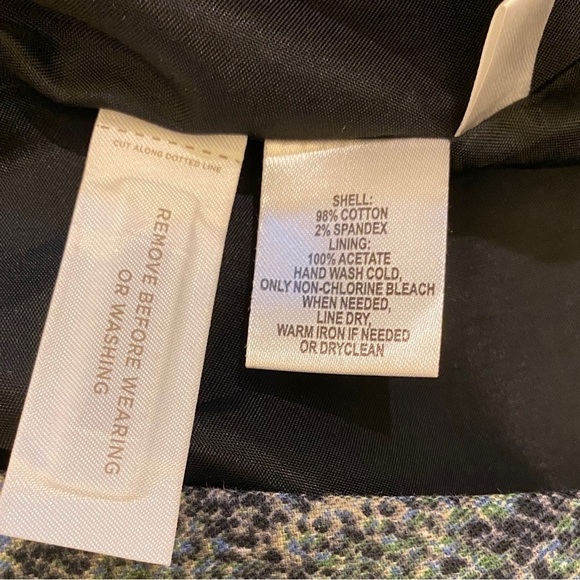 CUT ALONG DOTTED LINE
REMOVE BEFORE WEARING
OR WASHING
SHELL:
98% COTTON
2% SPANDEX
LINING:
100% ACETATE
HAND WASH COLD,
ONLY NON-CHLORINE BLEACH
WHEN NEEDED,
LINE DRY,
WARM IRON IF NEEDED
OR DRYCLEAN